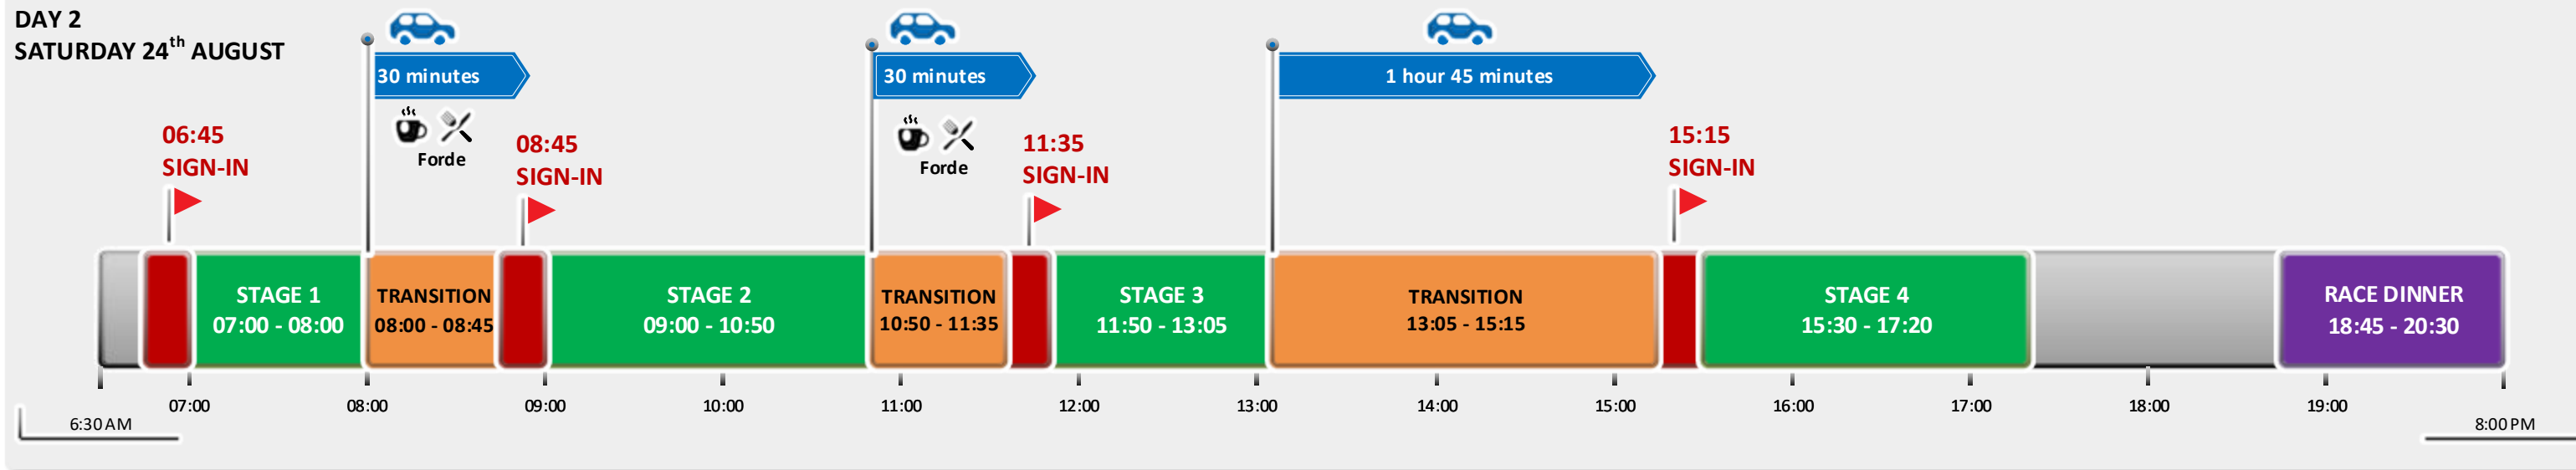 DAY 2
SATURDAY 24th AUGUST
30 minutes
30 minutes
1 hour 45 minutes
Forde
Forde
06:45
SIGN-IN
08:45
SIGN-IN
11:35
SIGN-IN
15:15
SIGN-IN
STAGE 1
07:00 - 08:00
TRANSITION
08:00 - 08:45
STAGE 2
09:00 - 10:50
TRANSITION
10:50 - 11:35
STAGE 3
11:50 - 13:05
TRANSITION
13:05 - 15:15
STAGE 4
15:30 - 17:20
RACE DINNER
18:45 - 20:30
07:00 08:00 09:00 10:00 11:00 12:00 13:00 14:00 15:00 16:00 17:00 18:00 19:00
6:30 AM
8:00 PM